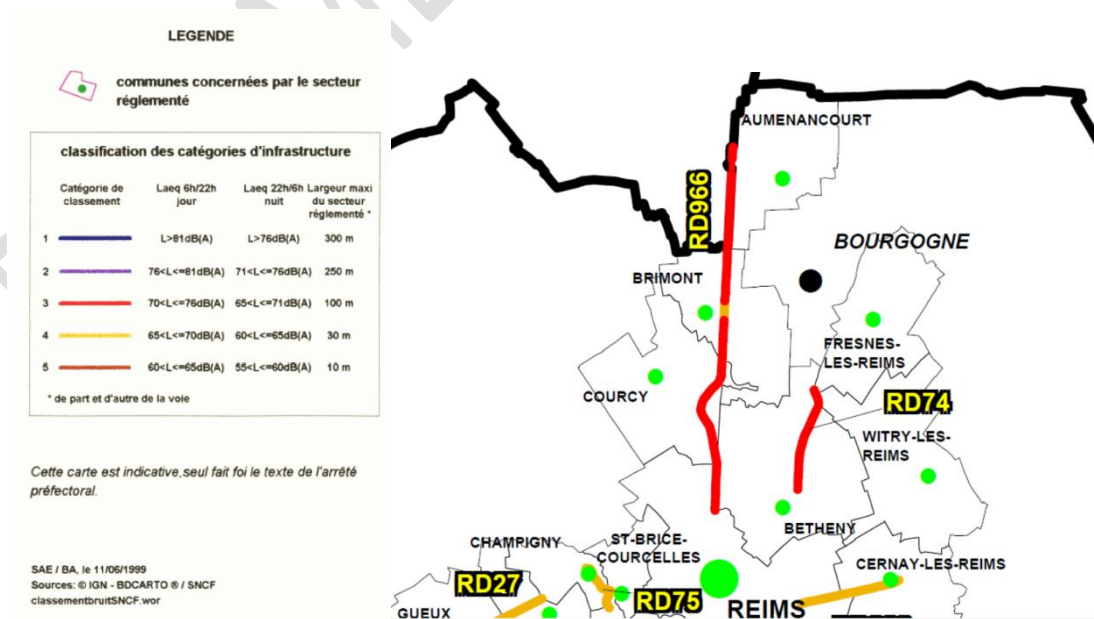 LEGENDE
communes concernées par le secteur
réglementé
classification des catégories d'infrastructure
Catégorie de classement Laeq 6h/22h jour Laeq 22h/6h nuit Largeur maxi du secteur réglementé *
1 L>81dB(A) L>76dB(A) 300 m
2 76<L<=81dB(A) 71<L<=76dB(A) 250 m
3 70<L<=76dB(A) 65<L<=71dB(A) 100 m
4 65<L<=70dB(A) 60<L<=65dB(A) 30 m
5 60<L<=65dB(A) 55<L<=60dB(A) 10 m
* de part et d'autre de la voie
Cette carte est indicative,seul fait foi le texte de l'arrêté
préfectoral.
SAE / BA, le 11/06/1999
Sources: © IGN - BDCARTO ® / SNCF
classementbruitSNCF.wor
AUMENANCOURT
RD966
BOURGOGNE
BRIMONT
FRESNES-
LES-REIMS
COURCY
RD74
WITRY-LES-
REIMS
BETHENY
CHAMPIGNY
ST-BRICE-
COURCELLES
CERNAY-LES-REIMS
RD27
RD75
REIMS
GUEUX